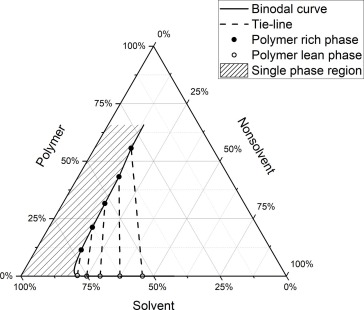 Binodal curve
Tie-line
Polymer rich phase
Polymer lean phase
Single phase region
100%
0%
75%
25%
Polymer
Nonsolvent
50%
50%
25%
75%
0%
100%
100%
75%
50%
25%
0%
Solvent